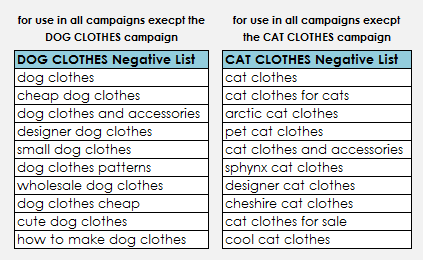 for use in all campaigns execpt the
DOG CLOTHES campaign
DOG CLOTHES Negative List
dog clothes
cheap dog clothes
dog clothes and accessories
designer dog clothes
small dog clothes
dog clothes patterns
wholesale dog clothes
dog clothes cheap
cute dog clothes
how to make dog clothes
for use in all campaigns execpt
the CAT CLOTHES campaign
CAT CLOTHES Negative List
cat clothes
cat clothes for cats
arctic cat clothes
pet cat clothes
cat clothes and accessories
sphynx cat clothes
designer cat clothes
cheshire cat clothes
cat clothes for sale
cool cat clothes